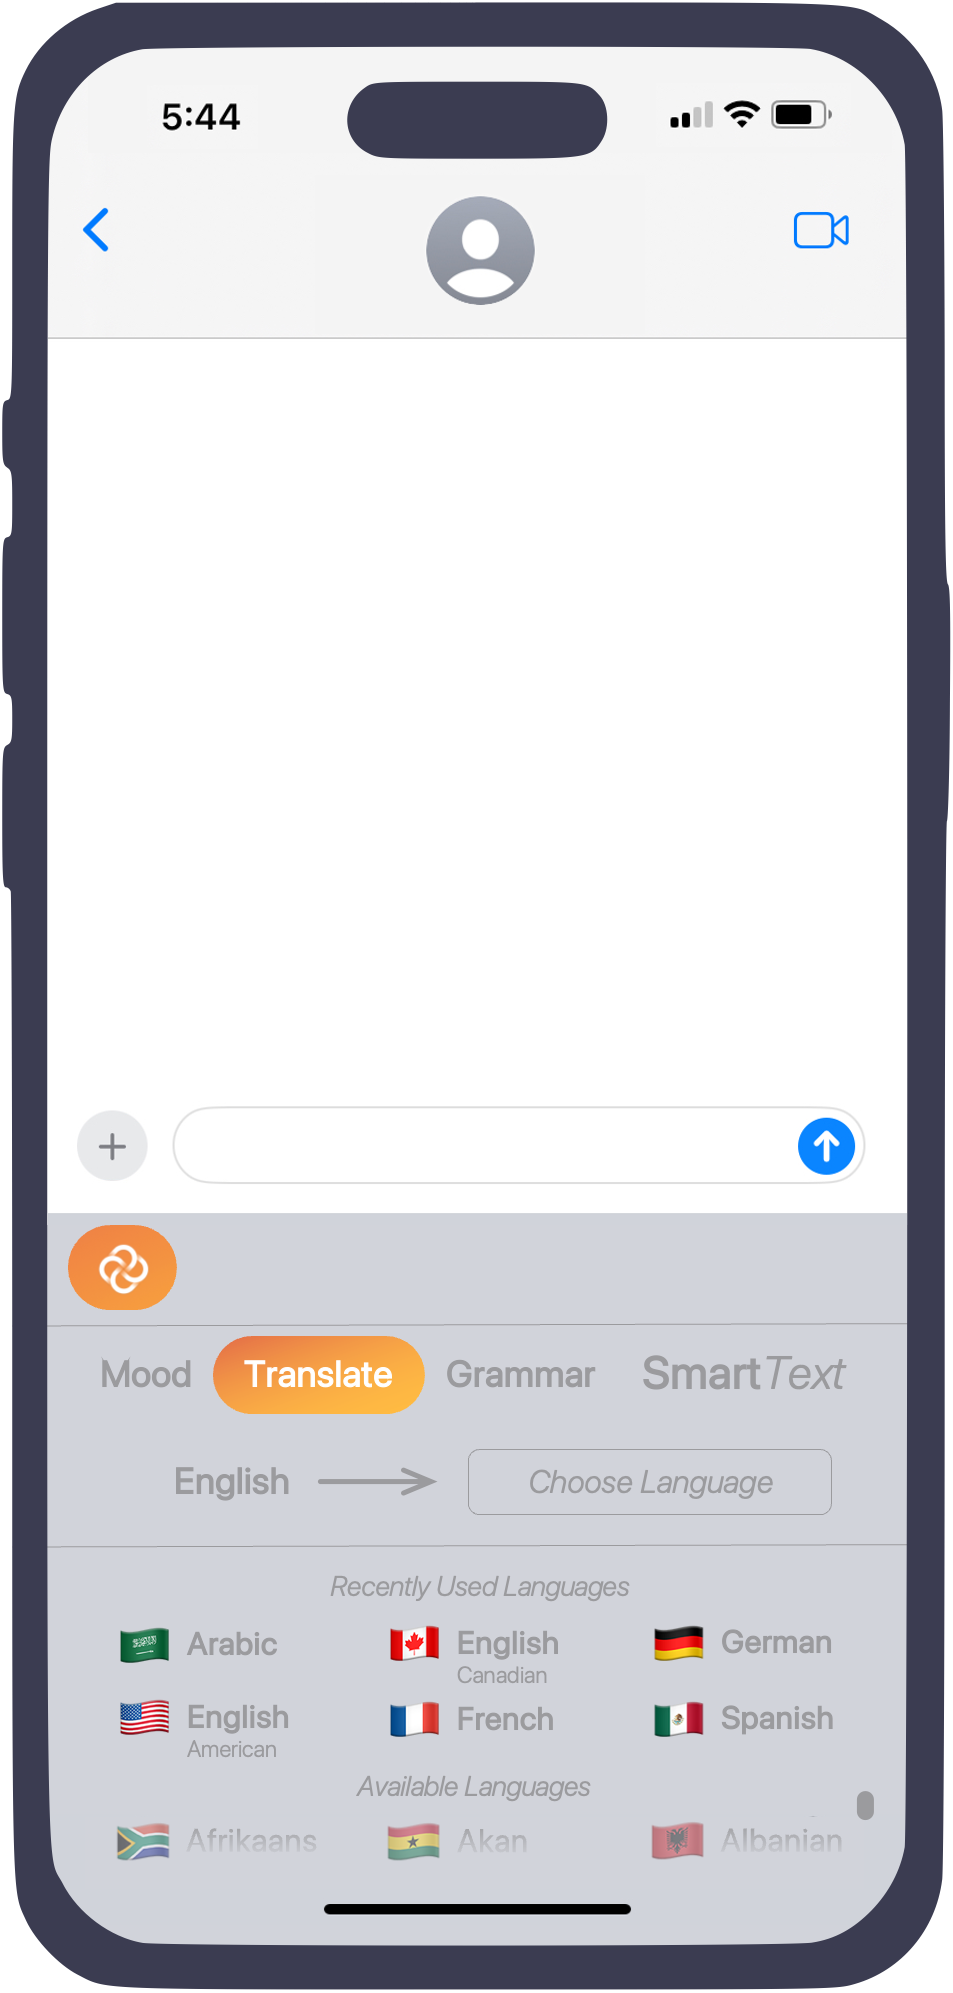 5:44
Mood Translate Grammar SmartText
English Choose Language
Recently Used Languages
Arabic English German
Canadian
English French Spanish
American
Available Languages
Afrikaans Akan Albanian